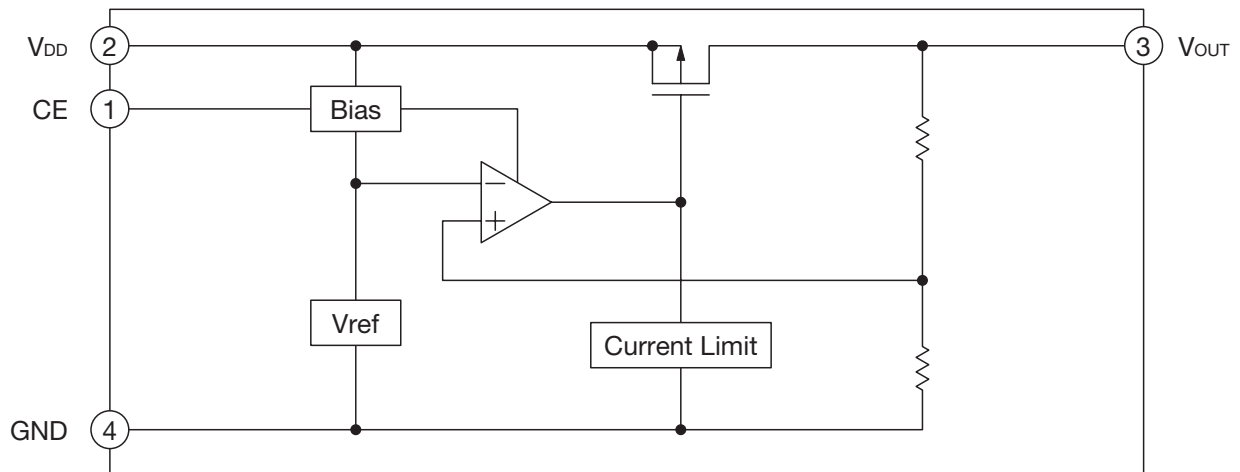 VDD 2
3 VOUT
CE 1
Bias
−
+
Vref
Current Limit
GND 4